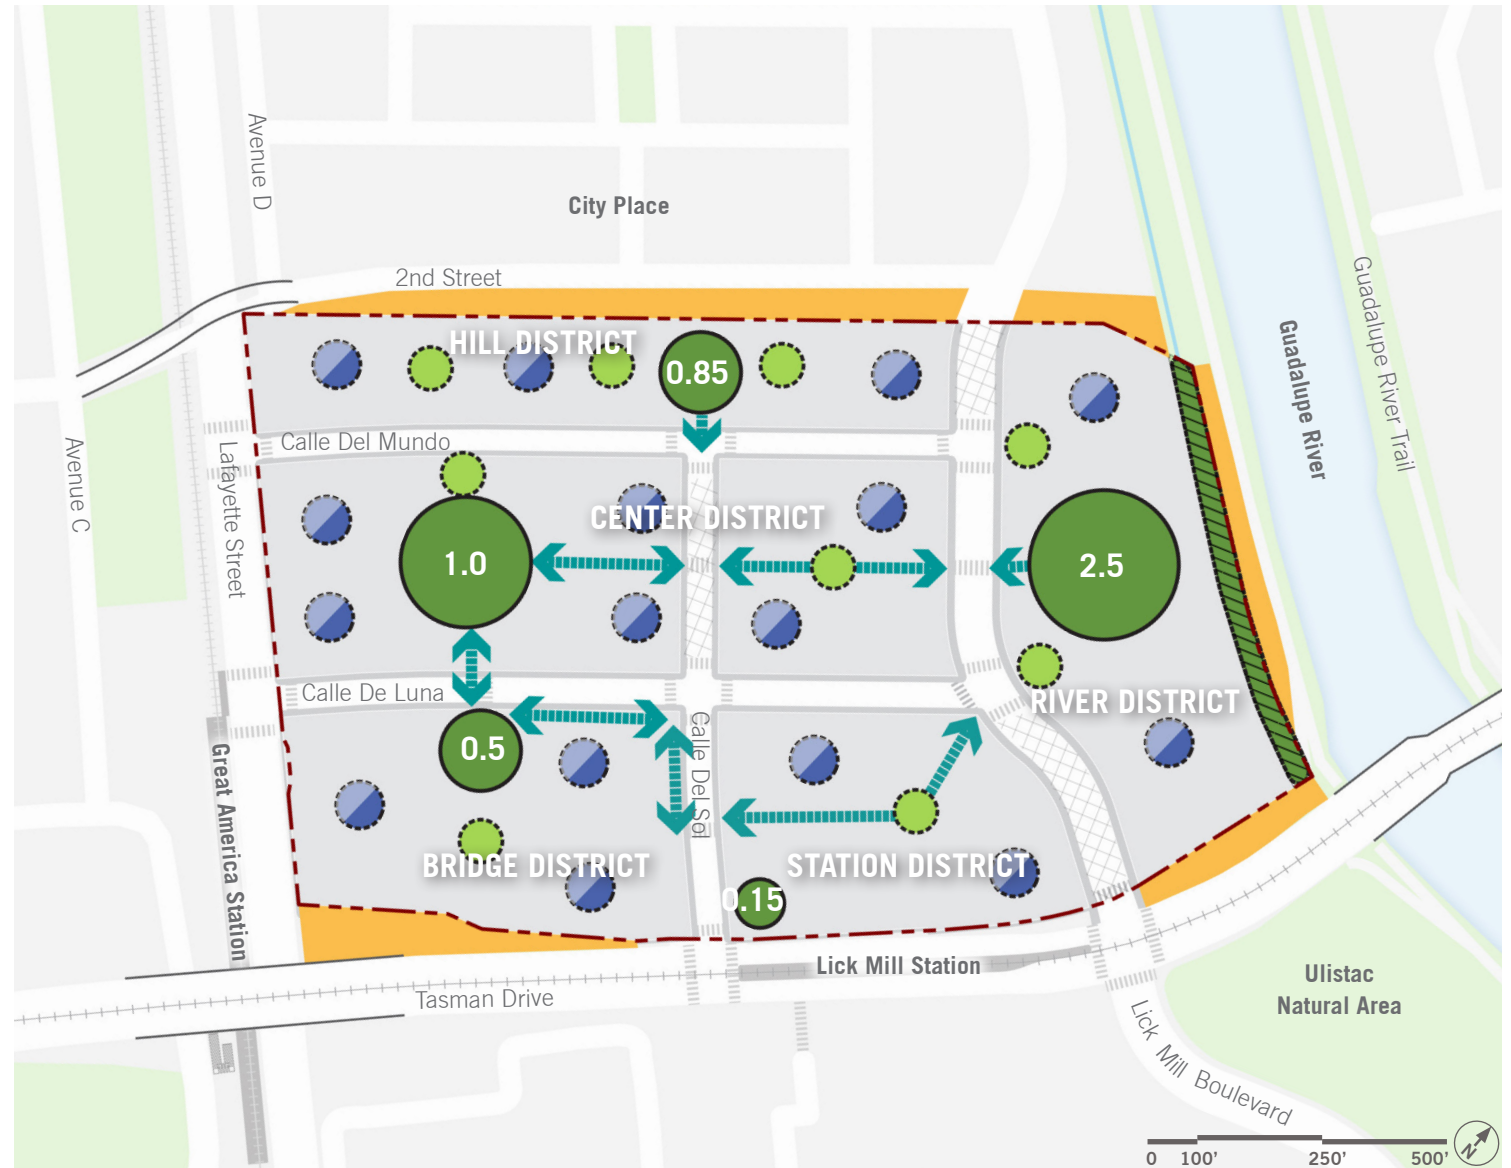 Avenue D
City Place
2nd Street
HILL DISTRICT
0.85
Guadalupe River
Guadalupe River Trail
Calle Del Mundo
Avenue C
Lafayette Street
CENTER DISTRICT
1.0
2.5
Calle De Luna
RIVER DISTRICT
0.5
Calle Del Sol
Great America Station
BRIDGE DISTRICT
STATION DISTRICT
0.15
Lick Mill Station
Tasman Drive
Ulistac
Natural Area
Lick Mill Boulevard
0 100' 250' 500'
N